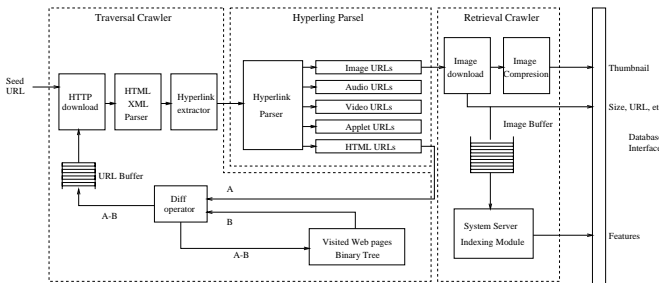 Traversal Crawler
Hyperling Parsel
Retrieval Crawler
Seed
URL
HTTP
download
HTML
XML
Parser
Hyperlink
extractor
Hyperlink
Parser
Image URLs
Audio URLs
Video URLs
Applet URLs
HTML URLs
Image
download
Image
Compresion
Thumbnail
Size, URL, et
Image Buffer
Database
Interface
URL Buffer
A
Diff
operator
B
A-B
A-B
Visited Web pages
Binary Tree
System Server
Indexing Module
Features